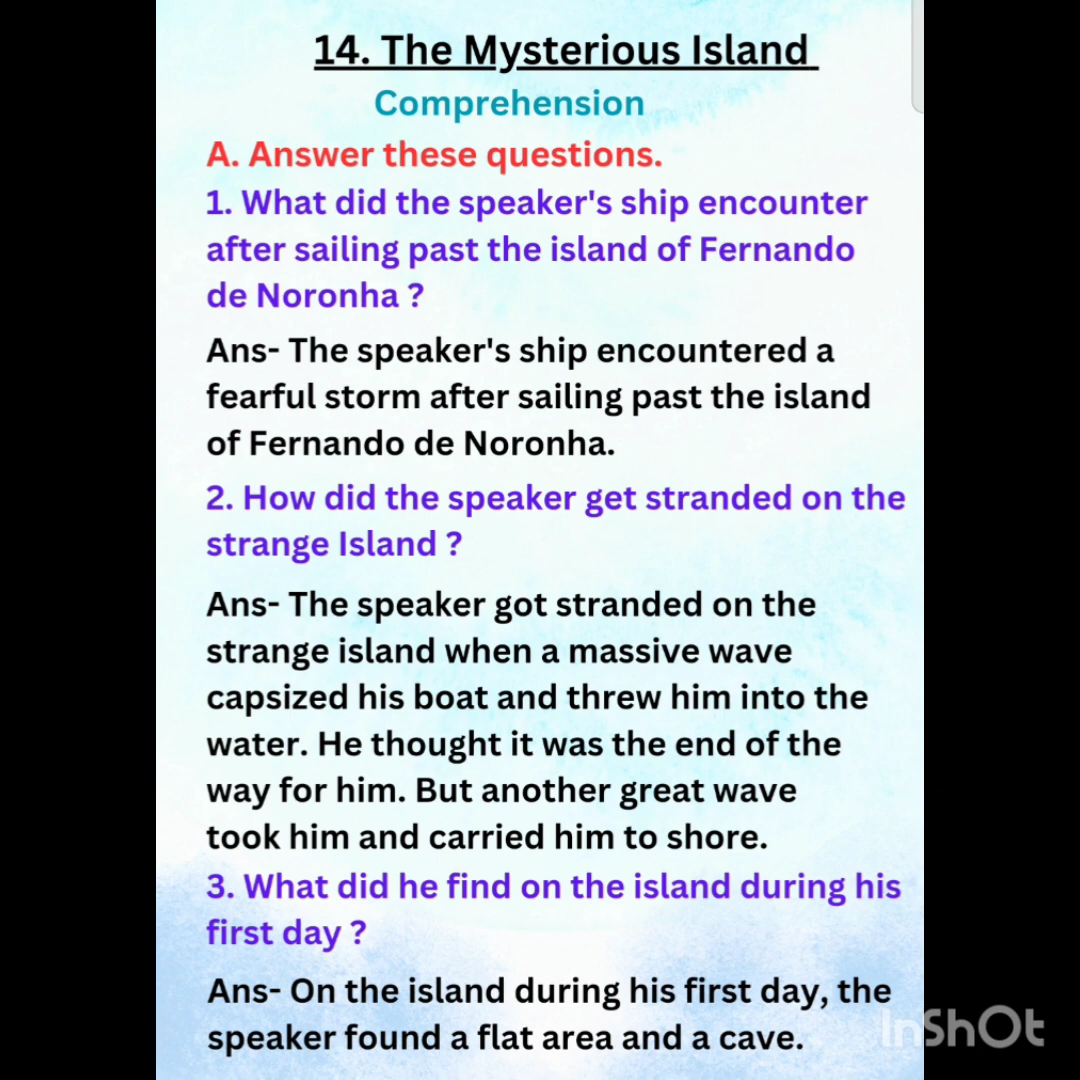 14. The Mysterious Island
Comprehension
A. Answer these questions.
1. What did the speaker's ship encounter
after sailing past the island of Fernando
de Noronha ?
Ans- The speaker's ship encountered a
fearful storm after sailing past the island
of Fernando de Noronha.
2. How did the speaker get stranded on the
strange Island ?
Ans- The speaker got stranded on the
strange island when a massive wave
capsized his boat and threw him into the
water. He thought it was the end of the
way for him. But another great wave
took him and carried him to shore.
3. What did he find on the island during his
first day ?
Ans- On the island during his first day, the
speaker found a flat area and a cave.
InShOt